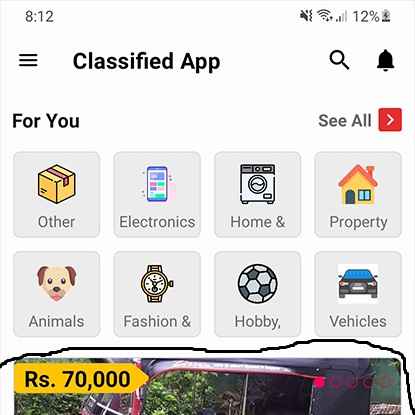 8:12 12%
Classified App
For You See All
Other Electronics Home & Property
Animals Fashion & Hobby, Vehicles
Rs. 70,000